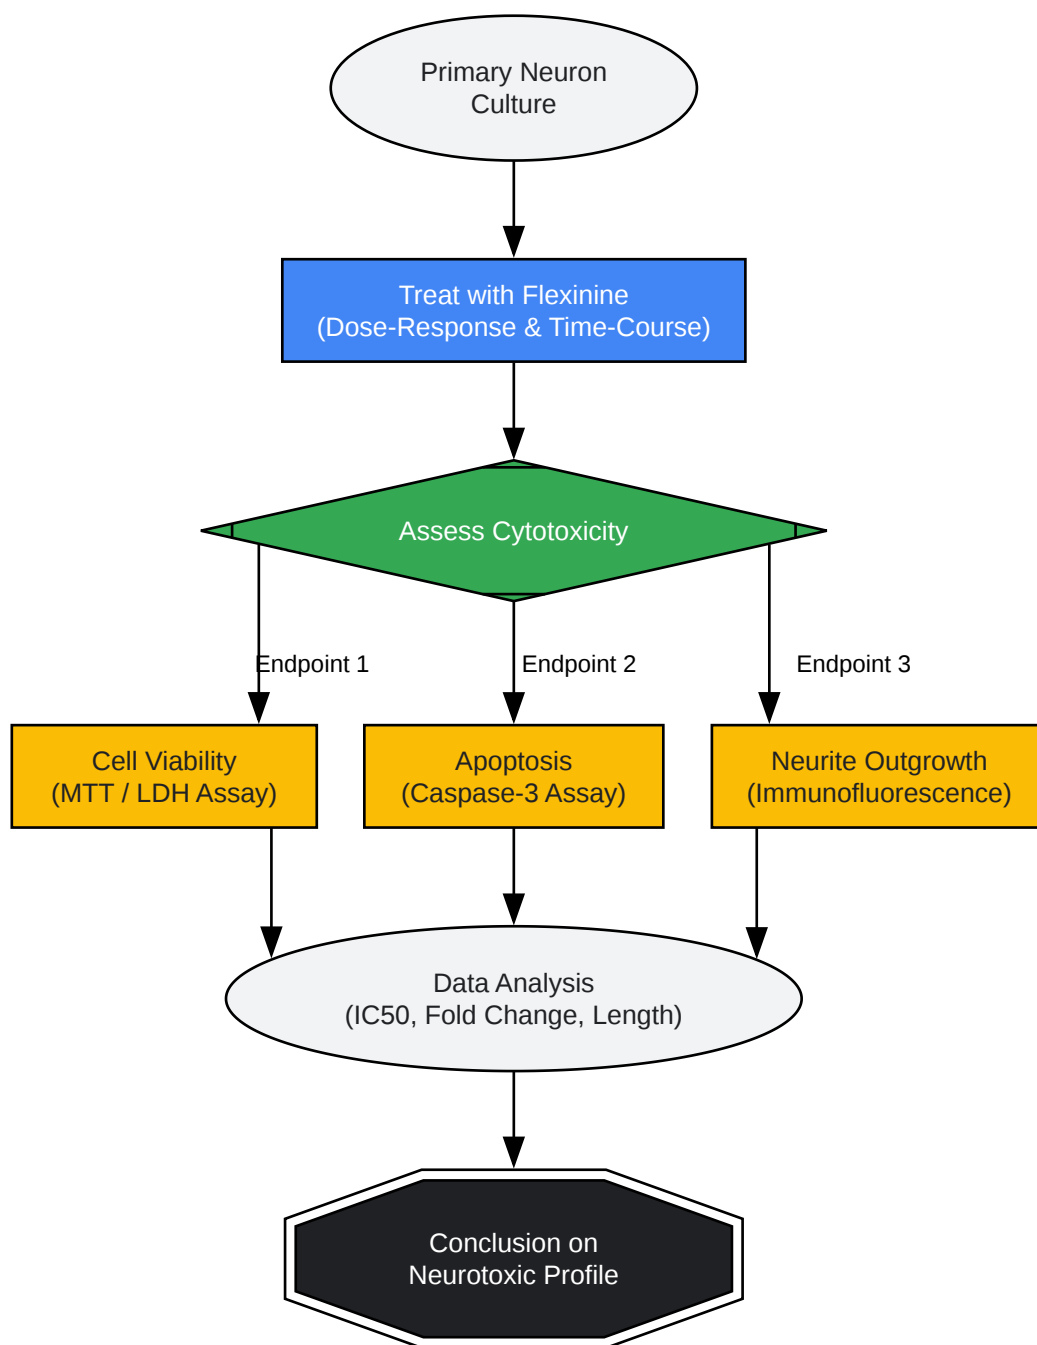 Primary Neuron
Culture
Treat with Flexinine
(Dose-Response & Time-Course)
Assess Cytotoxicity
Endpoint 1
Endpoint 2
Endpoint 3
Cell Viability
(MTT / LDH Assay)
Apoptosis
(Caspase-3 Assay)
Neurite Outgrowth
(Immunofluorescence)
Data Analysis
(IC50, Fold Change, Length)
Conclusion on
Neurotoxic Profile